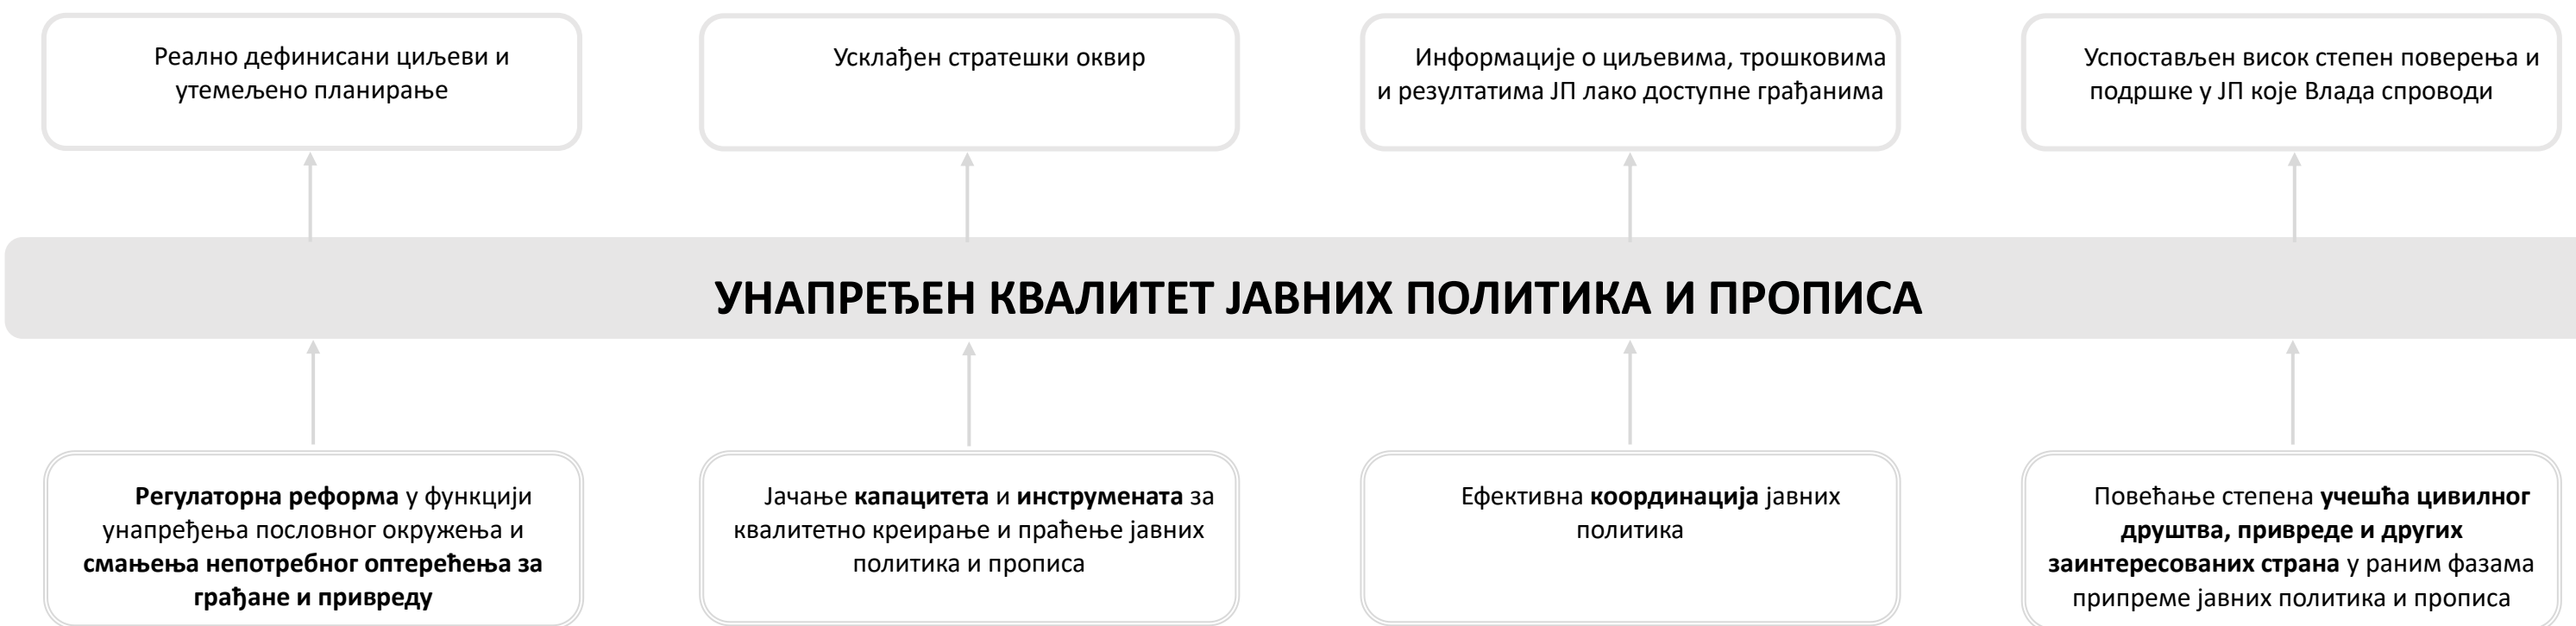 Реално дефинисани циљеви и
утемељено планирање
Усклађен стратешки оквир
Информације о циљевима, трошковима
и резултатима ЈП лако доступне грађанима
Успостављен висок степен поверења и
подршке у ЈП које Влада спроводи
УНАПРЕЂЕН КВАЛИТЕТ ЈАВНИХ ПОЛИТИКА И ПРОПИСА
Регулаторна реформа у функцији
унапређења пословног окружења и
смањења непотребног оптерећења за
грађане и привреду
Јачање капацитета и инструмената за
квалитетно креирање и праћење јавних
политика и прописа
Ефективна координација јавних
политика
Повећање степена учешћа цивилног
друштва, привреде и других
заинтересованих страна у раним фазама
припреме јавних политика и прописа